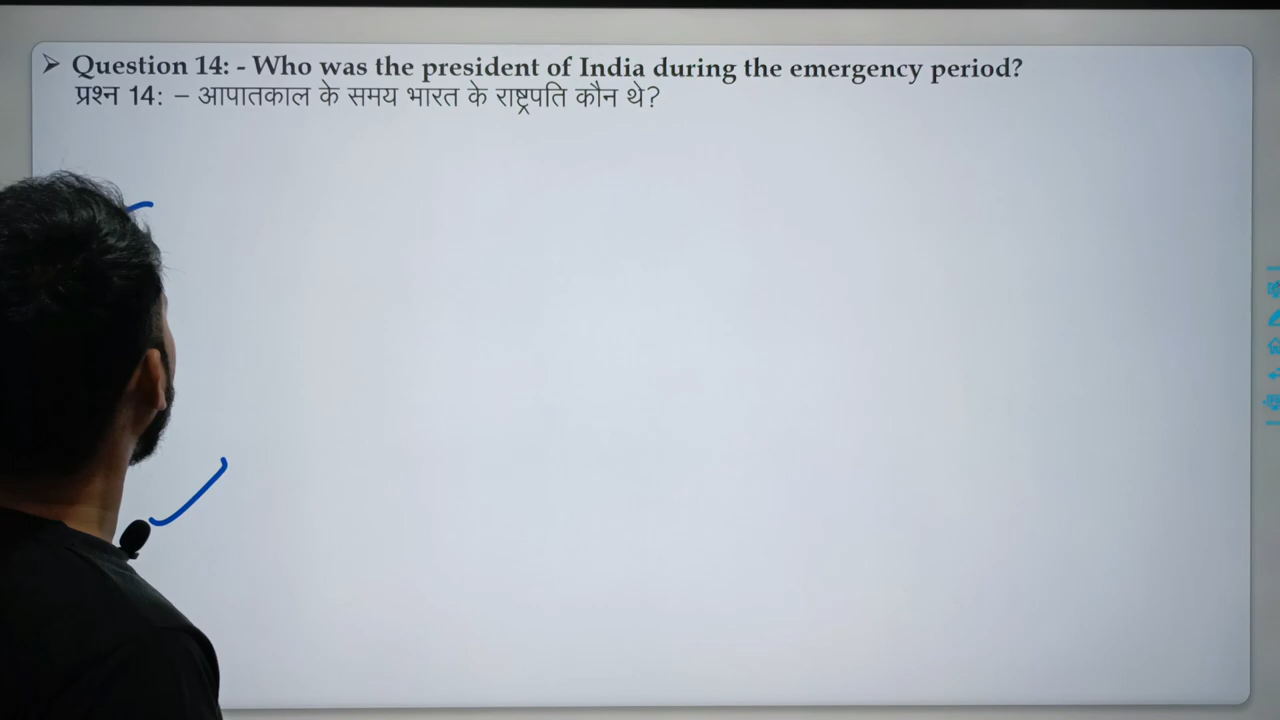 ➤ Question 14: - Who was the president of India during the emergency period?
प्रश्न 14: – आपातकाल के समय भारत के राष्ट्रपति कौन थे?